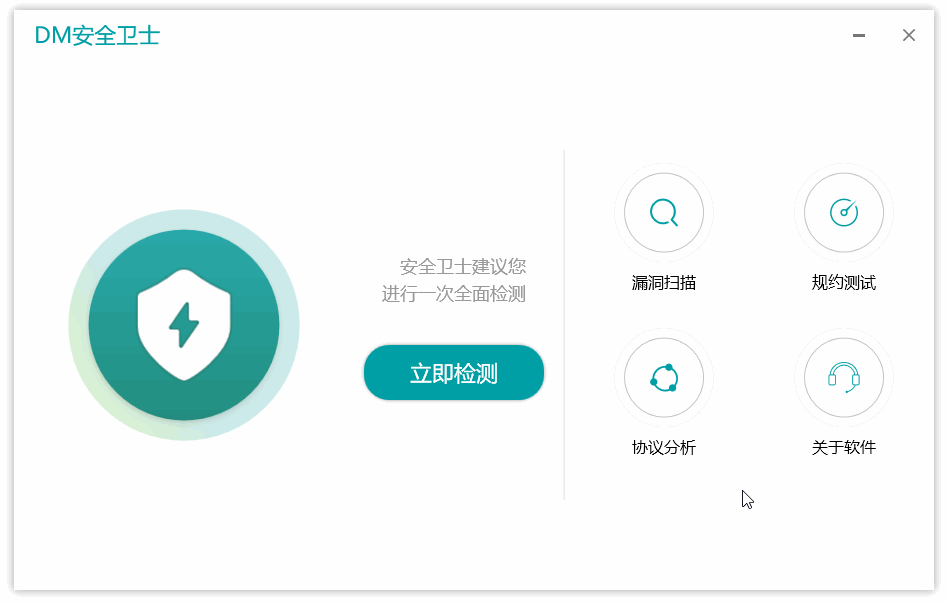 DM安全卫士
安全卫士建议您
进行一次全面检测
立即检测
漏洞扫描
规约测试
协议分析
关于软件